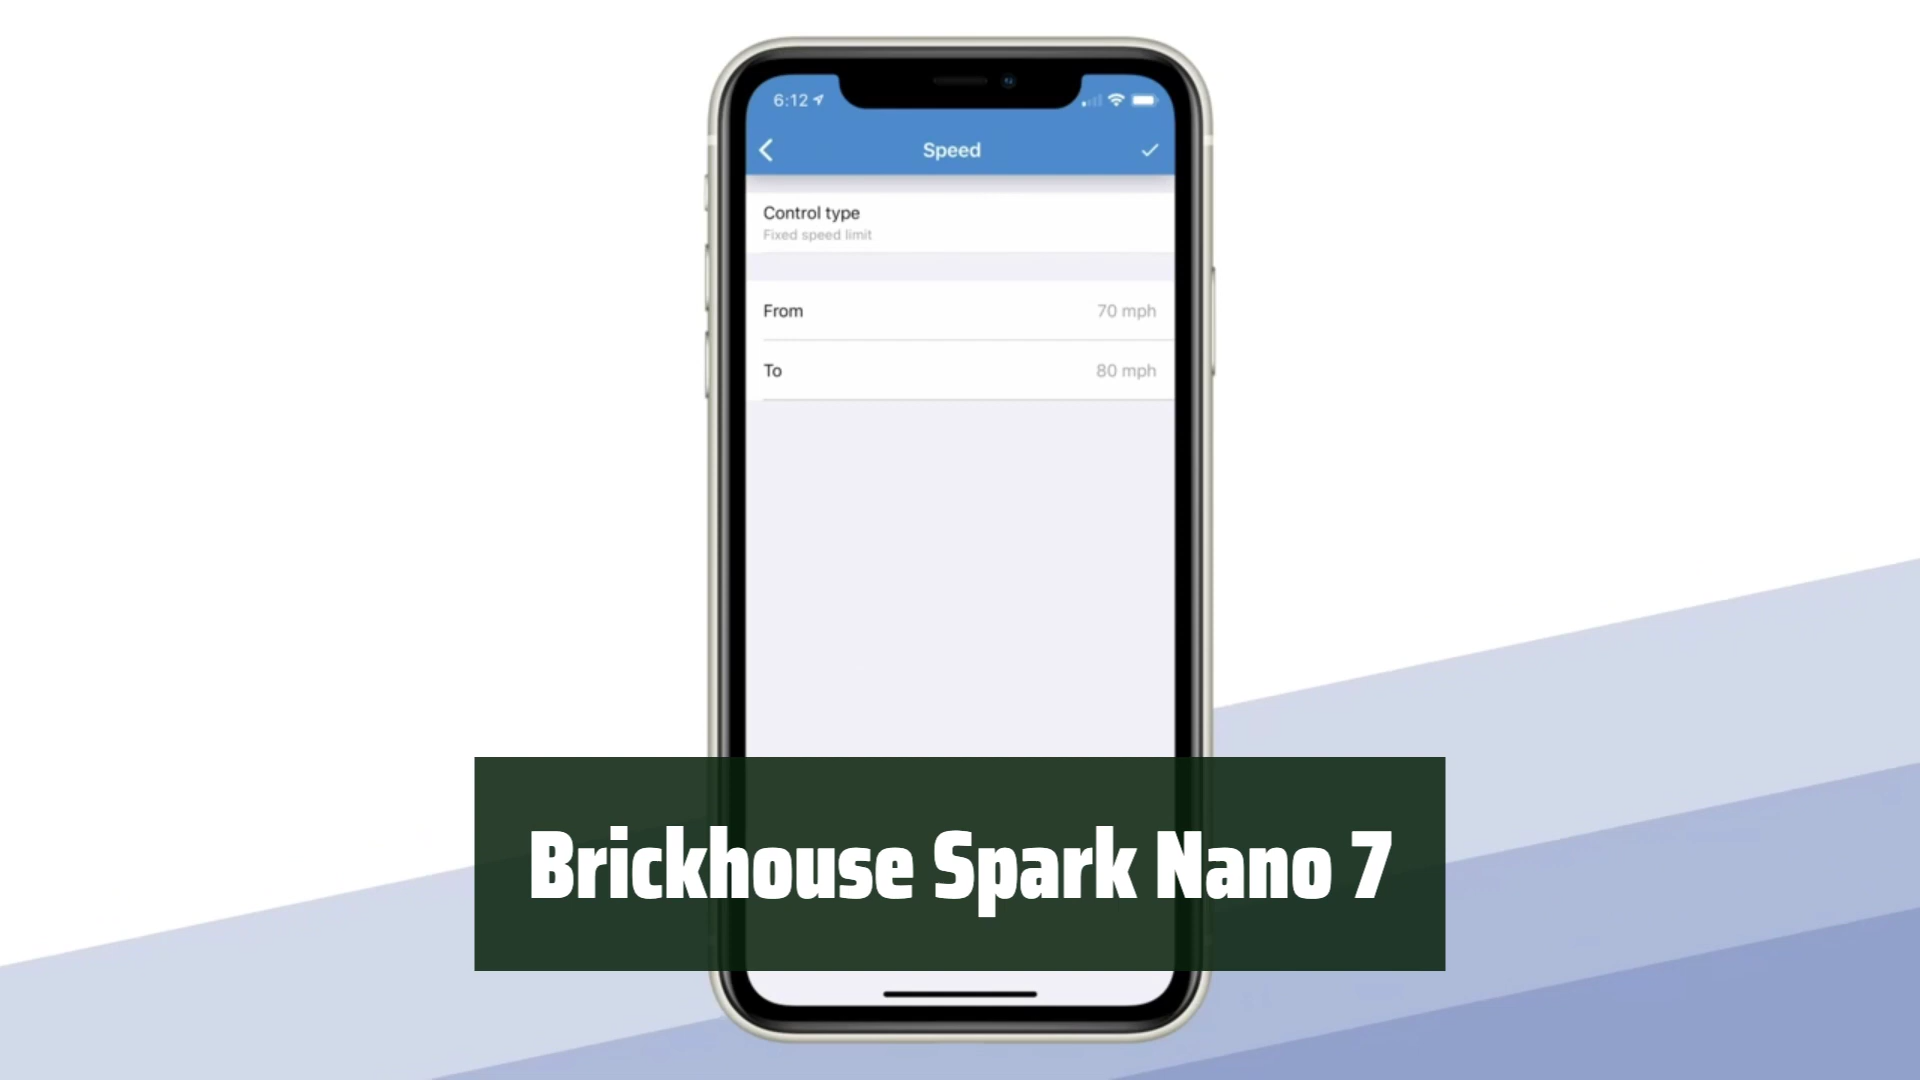 6:12
Speed
Control type
Fixed speed limit
From 70 mph
To 80 mph
Brickhouse Spark Nano 7